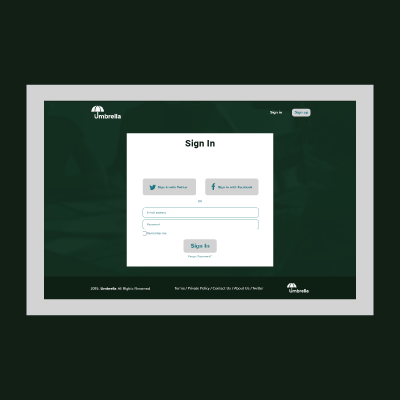 Umbrella
Sign in
Sign up
Sign In
Sign in with Twitter
Sign in with Facebook
OR
Email address
Password
Remember me
Sign In
Forgot Password?
2015 Umbrella All Rights Reserved
Terms / Private Policy / Contact Us / About Us / Twitter
Umbrella